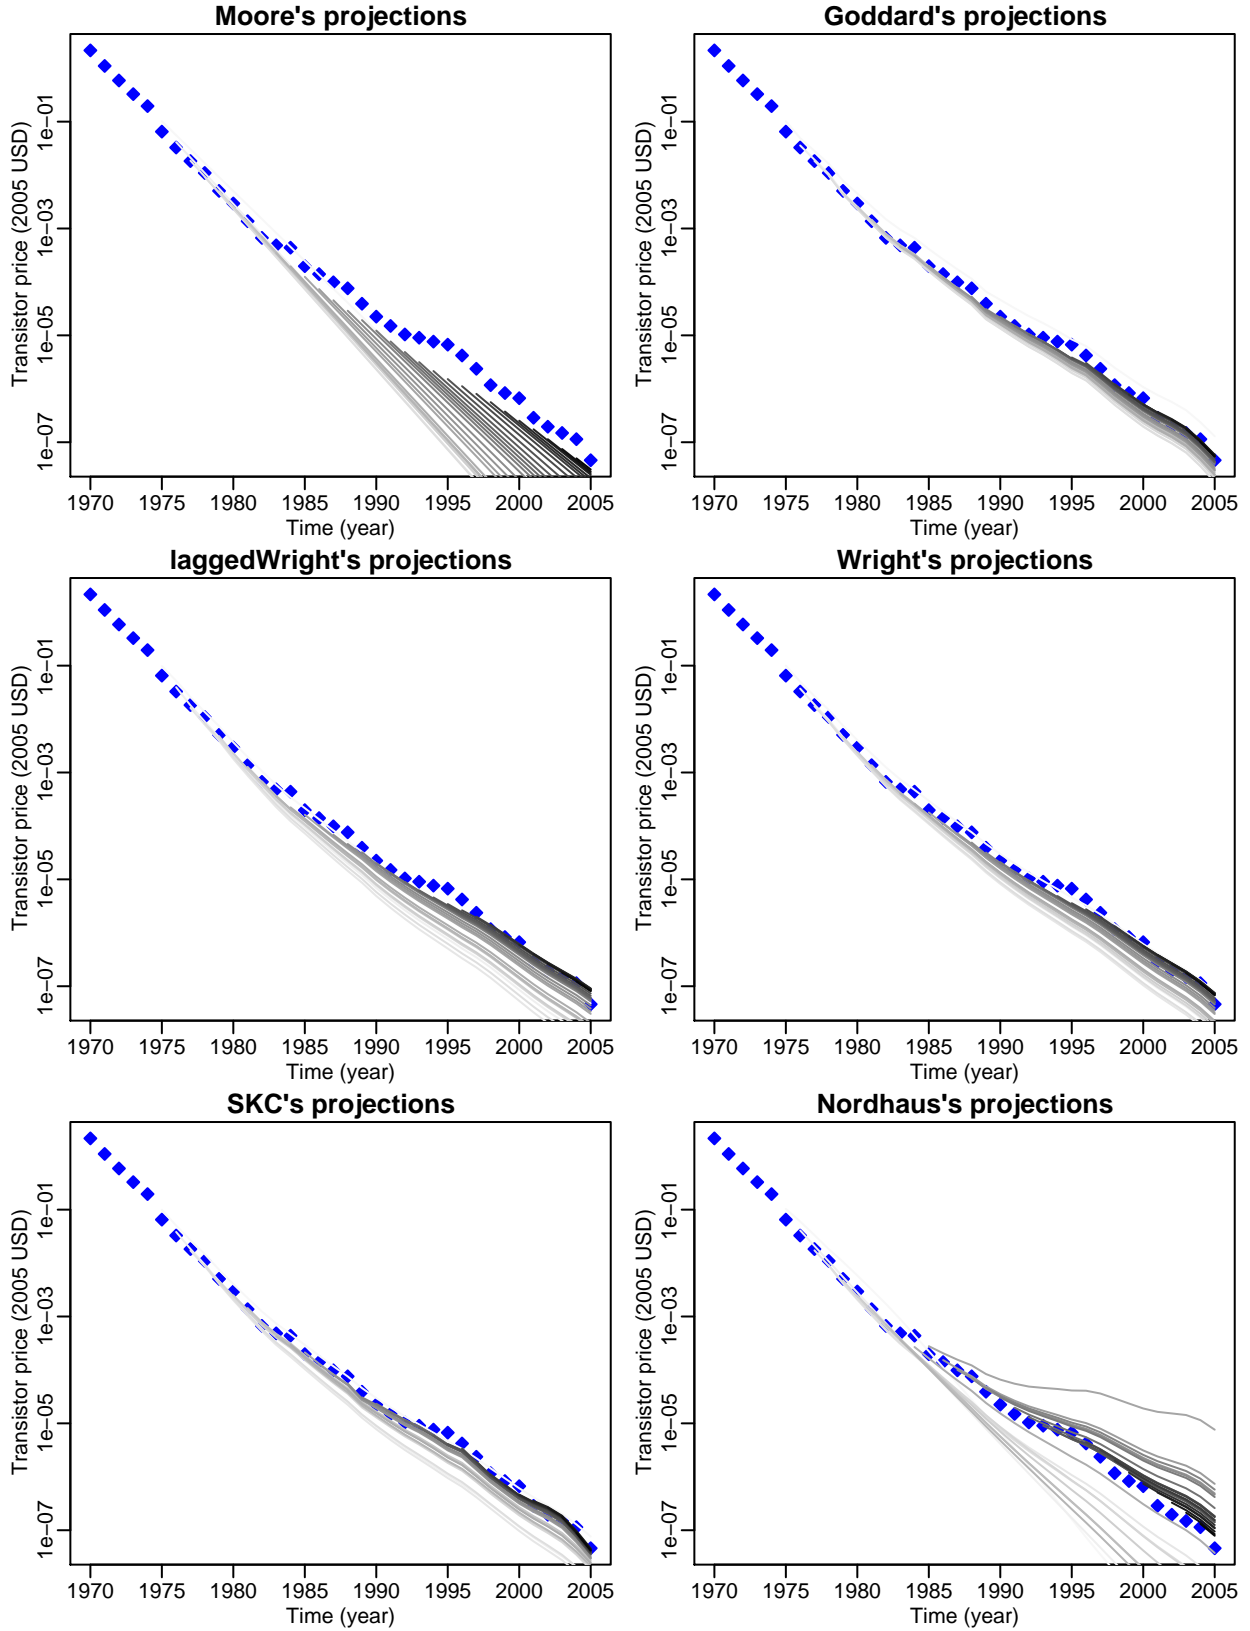 Moore's projections
Transistor price (2005 USD)
1e−01
1e−03
1e−05
1e−07
1970 1975 1980 1985 1990 1995 2000 2005
Time (year)
Goddard's projections
Transistor price (2005 USD)
1e−01
1e−03
1e−05
1e−07
1970 1975 1980 1985 1990 1995 2000 2005
Time (year)
laggedWright's projections
Transistor price (2005 USD)
1e−01
1e−03
1e−05
1e−07
1970 1975 1980 1985 1990 1995 2000 2005
Time (year)
Wright's projections
Transistor price (2005 USD)
1e−01
1e−03
1e−05
1e−07
1970 1975 1980 1985 1990 1995 2000 2005
Time (year)
SKC's projections
Transistor price (2005 USD)
1e−01
1e−03
1e−05
1e−07
1970 1975 1980 1985 1990 1995 2000 2005
Time (year)
Nordhaus's projections
Transistor price (2005 USD)
1e−01
1e−03
1e−05
1e−07
1970 1975 1980 1985 1990 1995 2000 2005
Time (year)